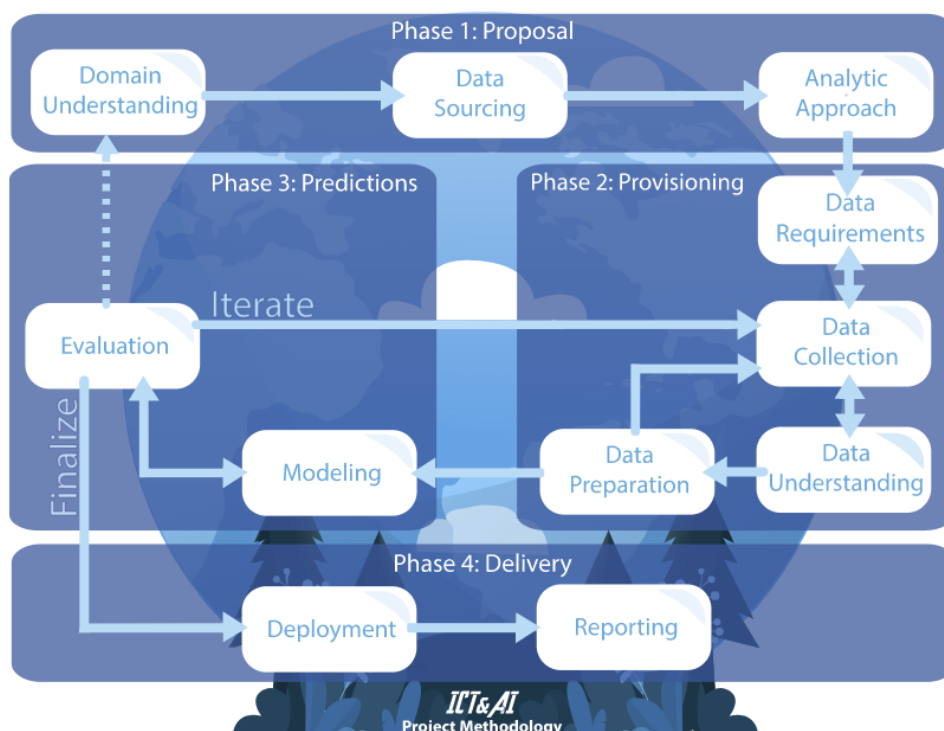 Phase 1: Proposal
Domain
Understanding
Data
Sourcing
Analytic
Approach
Phase 3: Predictions
Phase 2: Provisioning
Data
Requirements
Iterate
Evaluation
Data
Collection
Finalize
Modeling
Data
Preparation
Data
Understanding
Phase 4: Delivery
Deployment
Reporting
ICT&AI
Project Methodology